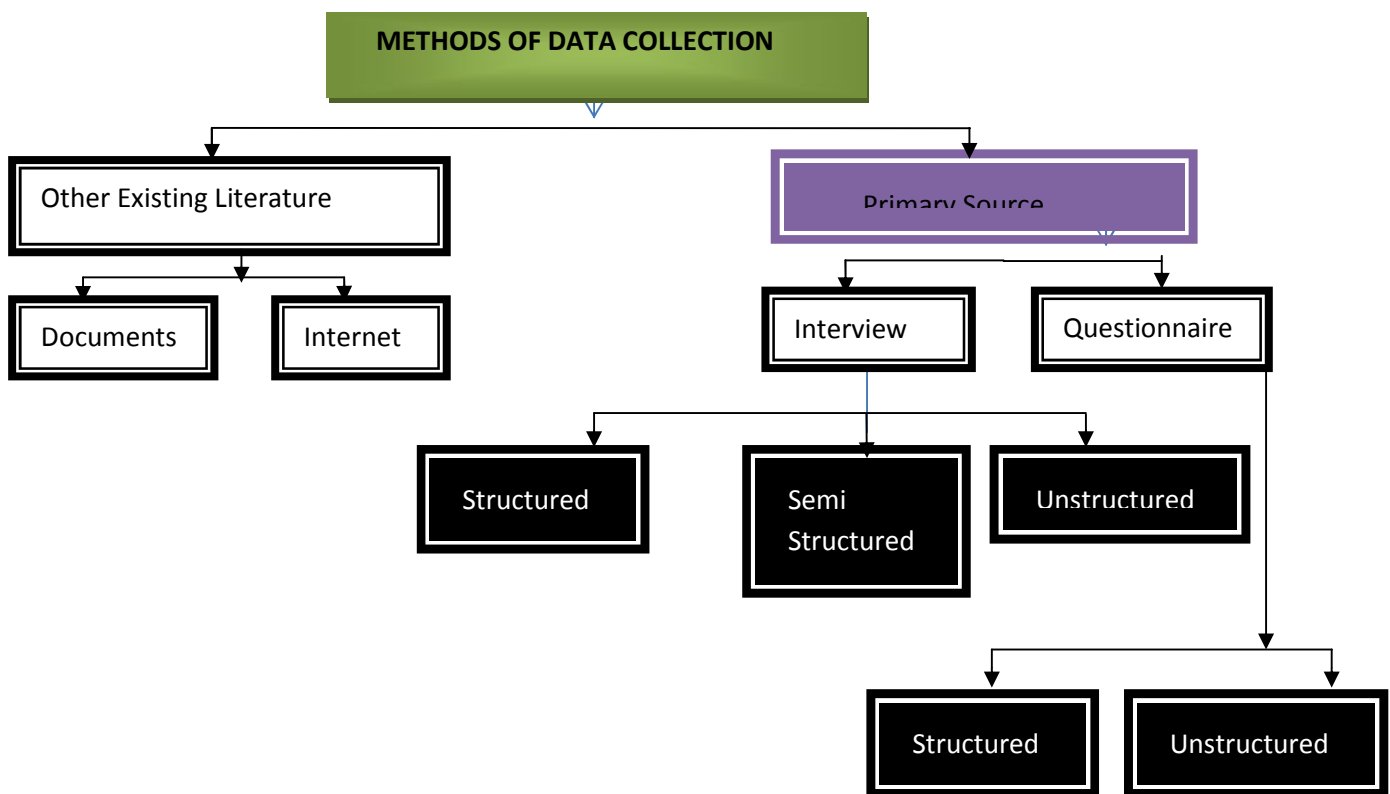 METHODS OF DATA COLLECTION
Other Existing Literature
Primary Source
Documents
Internet
Interview
Questionnaire
Structured
Semi
Structured
Unstructured
Structured
Unstructured